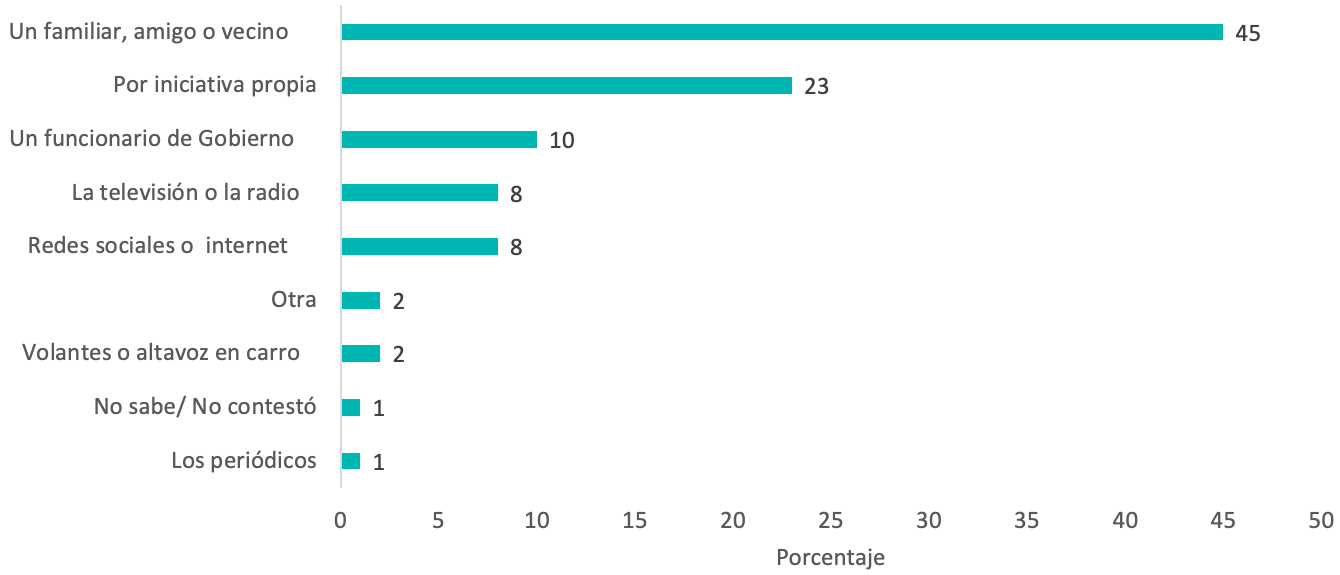 Un familiar, amigo o vecino 45
Por iniciativa propia 23
Un funcionario de Gobierno 10
La televisión o la radio 8
Redes sociales o  internet 8
Otra 2
Volantes o altavoz en carro 2
No sabe/ No contestó 1
Los periódicos 1
0 5 10 15 20 25 30 35 40 45 50
Porcentaje